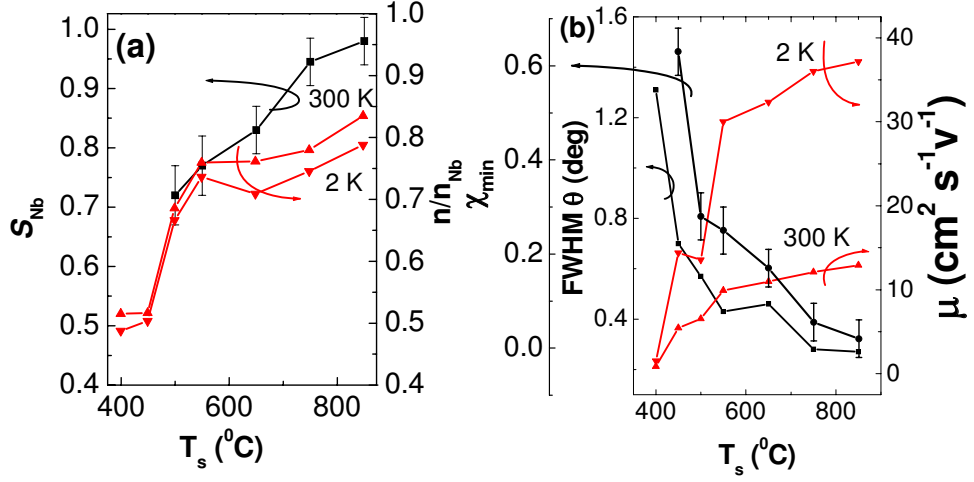 (a)
S_Nb
1.0
0.9
0.8
0.7
0.6
0.5
0.4
300 K
2 K
1.0
0.9
0.8
0.7
0.6
0.5
0.4
n/n_Nb
400 600 800
T_s (⁰C)
(b)
χ_min
0.6
0.4
0.2
0.0
FWHM θ (deg)
1.6
1.2
0.8
0.4
2 K
300 K
40
30
20
10
0
μ (cm² s⁻¹v⁻¹)
400 600 800
T_s (⁰C)